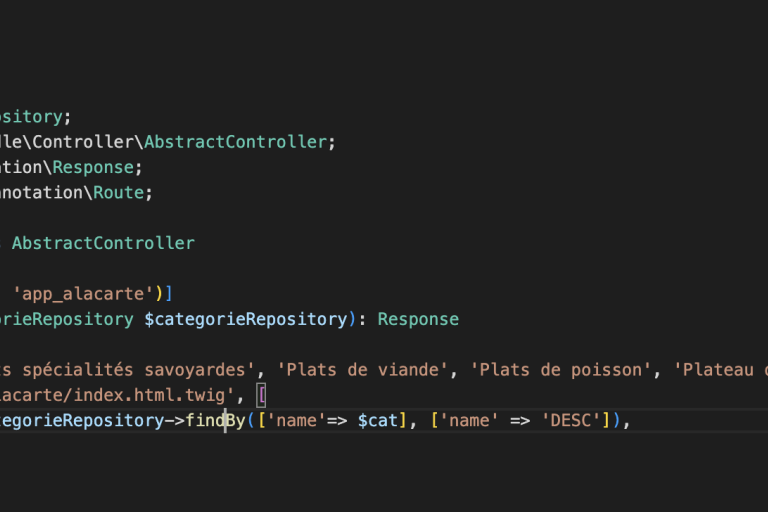 ository;
dle\Controller\AbstractController;
ation\Response;
notation\Route;
AbstractController
'app_alacarte')]
orieRepository $categorieRepository): Response
s spécialités savoyardes', 'Plats de viande', 'Plats de poisson', 'Plateau d
lacarte/index.html.twig', [
tegorieRepository->findBy(['name'=> $cat], ['name' => 'DESC']),